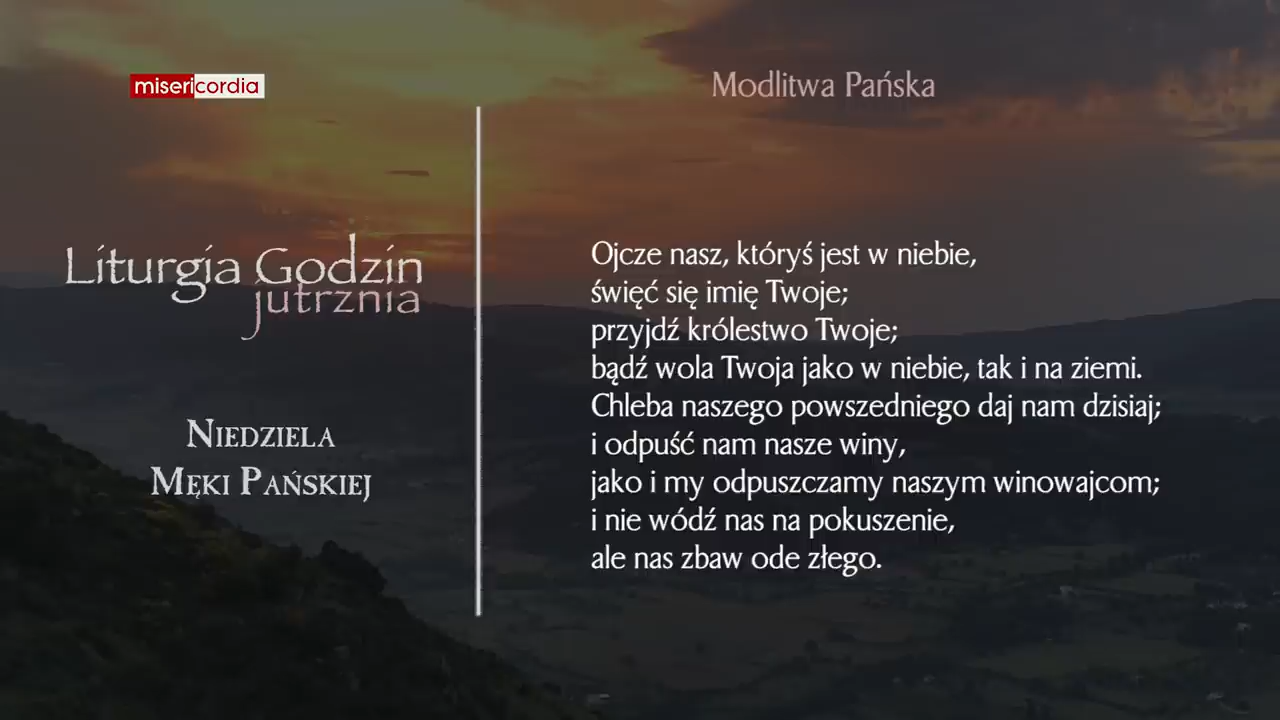 misericordia
Liturgia Godzin
jutrznia
Niedziela
Męki Pańskiej
Modlitwa Pańska
Ojcze nasz, któryś jest w niebie,
święć się imię Twoje;
przyjdź królestwo Twoje;
bądź wola Twoja jako w niebie, tak i na ziemi.
Chleba naszego powszedniego daj nam dzisiaj;
i odpuść nam nasze winy,
jako i my odpuszczamy naszym winowajcom;
i nie wódź nas na pokuszenie,
ale nas zbaw ode złego.